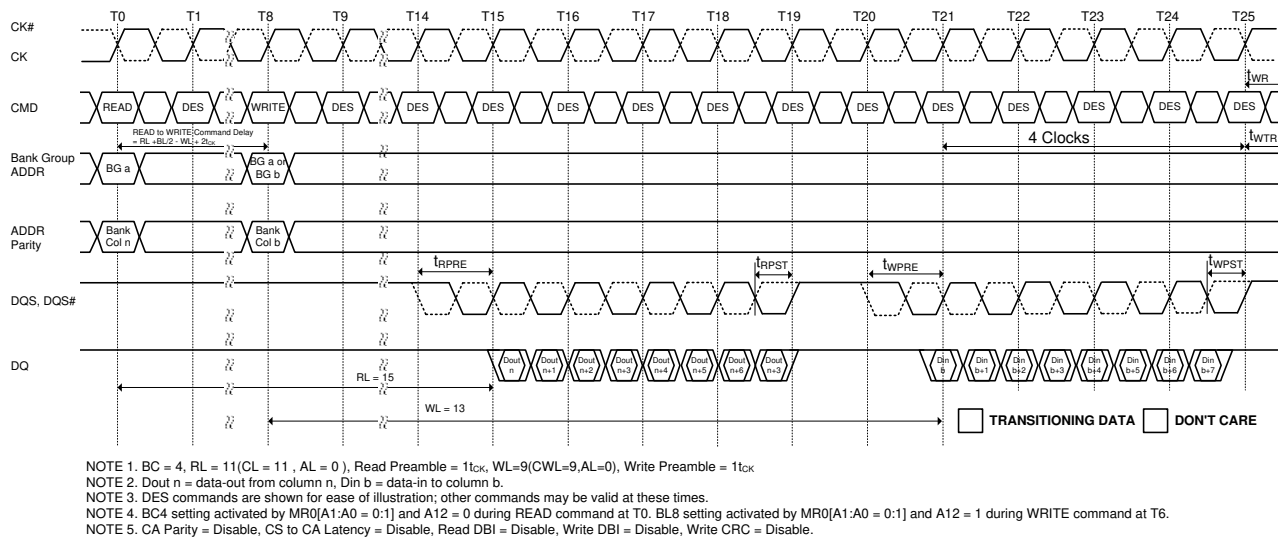 T0 T1 T8 T9 T14 T15 T16 T17 T18 T19 T20 T21 T22 T23 T24 T25
CK#
CK
tWR
CMD READ DES WRITE DES DES DES DES DES DES DES DES DES DES DES DES DES
READ to WRITE Command Delay
= RL +BL/2 - WL + 2tCK
4 Clocks
tWTR
Bank Group
ADDR
BG a
BG a or
BG b
ADDR
Parity
Bank
Col n
Bank
Col b
tRPRE tRPST tWPRE tWPST
DQS, DQS#
DQ
Dout
n
Dout
n+1
Dout
n+2
Dout
n+3
Dout
n+4
Dout
n+5
Dout
n+6
Dout
n+3
Din
b
Din
b+1
Din
b+2
Din
b+3
Din
b+4
Din
b+5
Din
b+6
Din
b+7
RL = 15
WL = 13
TRANSITIONING DATA DON'T CARE
NOTE 1. BC = 4, RL = 11(CL = 11 , AL = 0 ), Read Preamble = 1tCK, WL=9(CWL=9,AL=0), Write Preamble = 1tCK
NOTE 2. Dout n = data-out from column n, Din b = data-in to column b.
NOTE 3. DES commands are shown for ease of illustration; other commands may be valid at these times.
NOTE 4. BC4 setting activated by MR0[A1:A0 = 0:1] and A12 = 0 during READ command at T0. BL8 setting activated by MR0[A1:A0 = 0:1] and A12 = 1 during WRITE command at T6.
NOTE 5. CA Parity = Disable, CS to CA Latency = Disable, Read DBI = Disable, Write DBI = Disable, Write CRC = Disable.